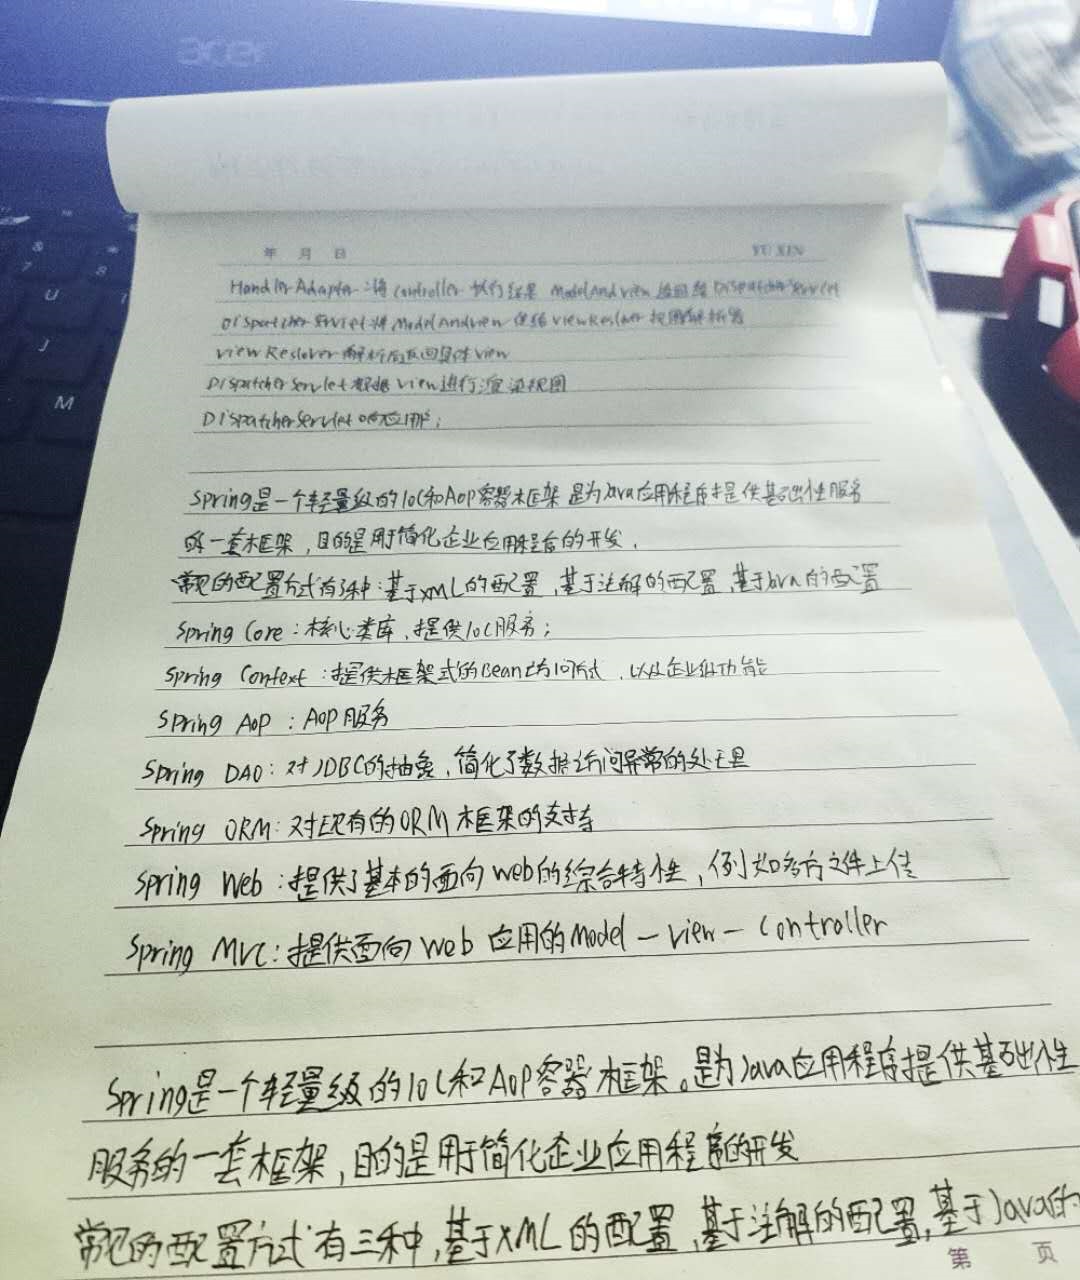 acer
年 月 日 YU XIN
HandlerAdapter:将controller执行结果ModelAndView返回给DispatcherServlet
DispatcherServlet将ModelAndView传给ViewReslover视图解析器
ViewReslover解析后返回具体View
DispatcherServlet根据View进行渲染视图
DispatcherServlet响应用户;
Spring是一个轻量级的IOC和AOP容器框架 是为Java应用程序提供基础性服务
的一套框架,目的是用于简化企业应用程序的开发.
常见的配置方式有3种:基于XML的配置,基于注解的配置,基于Java的配置
Spring Core:核心类库,提供IOC服务;
Spring Context:提供框架式的Bean访问方式,以及企业级功能
Spring AOP:AOP服务
Spring DAO:对JDBC的抽象,简化了数据访问异常的处理
Spring ORM:对现有的ORM框架的支持
Spring Web:提供了基本的面向Web的综合特性,例如多方文件上传
Spring MVC:提供面向Web应用的Model-View-Controller
Spring是一个轻量级的IOC和AOP容器框架。是为Java应用程序提供基础性
服务的一套框架,目的是用于简化企业应用程序的开发
常见的配置方式有三种,基于XML的配置,基于注解的配置,基于Java的
第 页